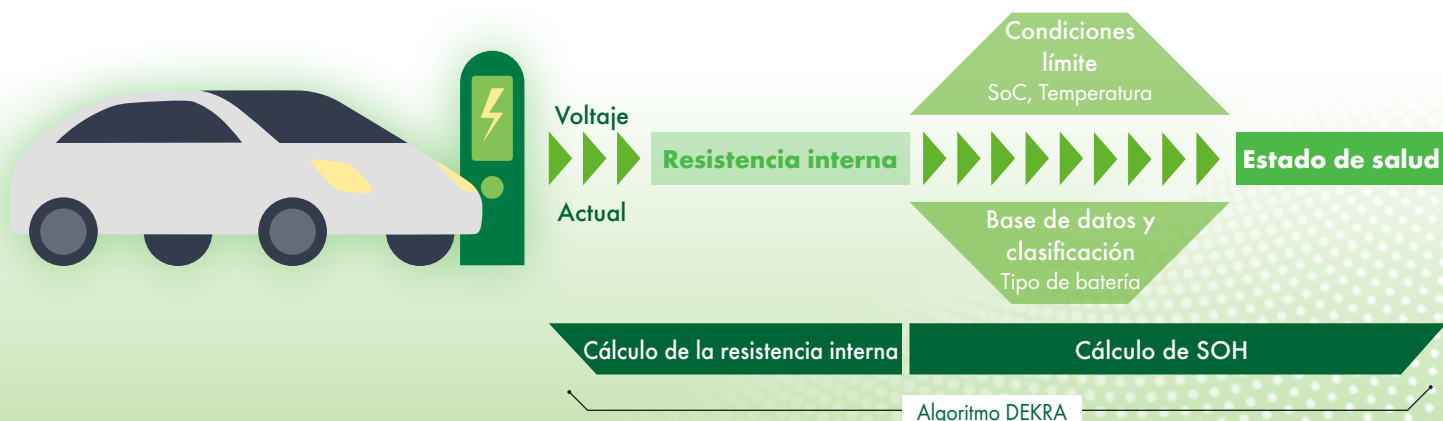 Condiciones
límite
SoC, Temperatura
Voltaje
Resistencia interna
Estado de salud
Actual
Base de datos y
clasificación
Tipo de batería
Cálculo de la resistencia interna
Cálculo de SOH
Algoritmo DEKRA